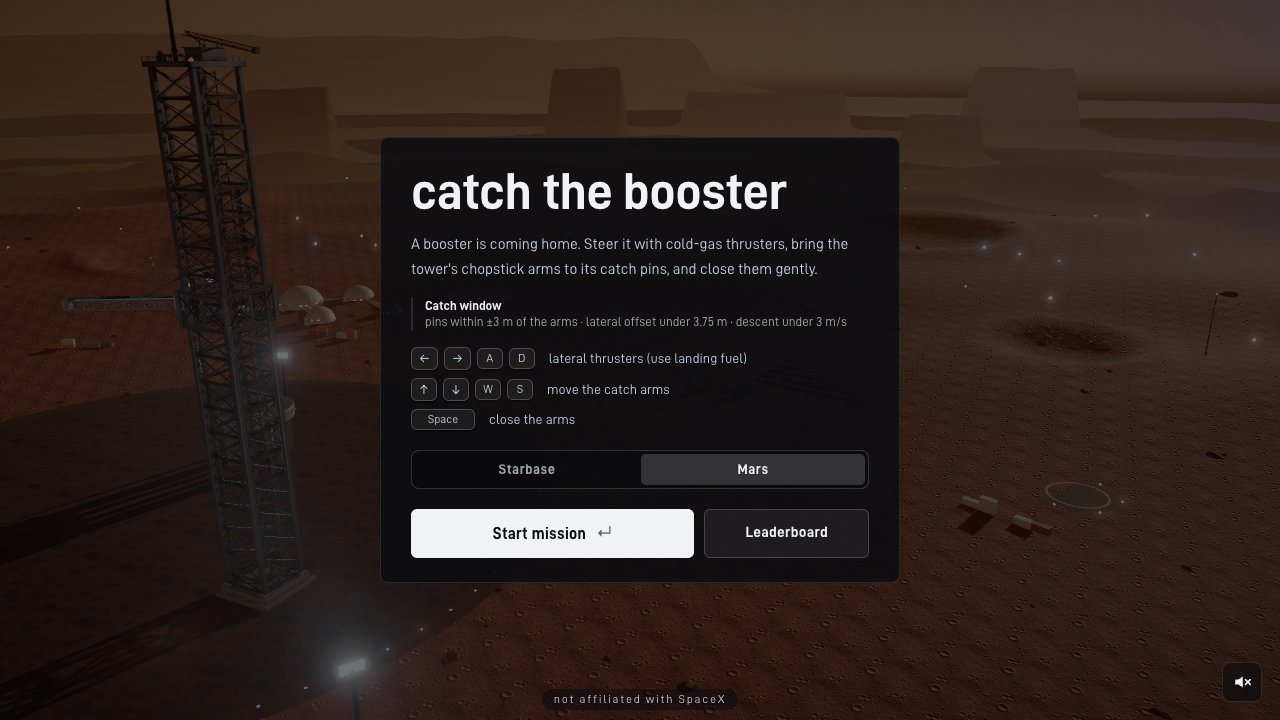 catch the booster
A booster is coming home. Steer it with cold-gas thrusters, bring the
tower's chopstick arms to its catch pins, and close them gently.
Catch window
pins within ±3 m of the arms · lateral offset under 3.75 m · descent under 3 m/s
← → A D lateral thrusters (use landing fuel)
↑ ↓ W S move the catch arms
Space close the arms
Starbase Mars
Start mission ↵ Leaderboard
not affiliated with SpaceX